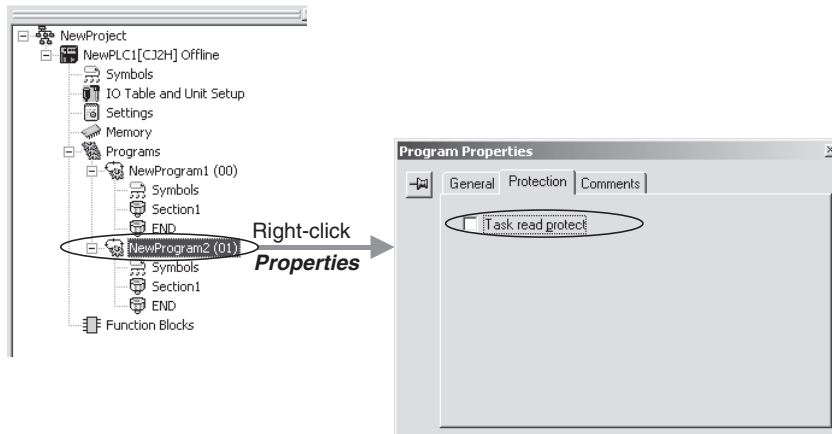 NewProject
NewPLC1[CJ2H] Offline
Symbols
IO Table and Unit Setup
Settings
Memory
Programs
NewProgram1 (00)
Symbols
Section1
END
NewProgram2 (01)
Symbols
Section1
END
Function Blocks
Right-click
Properties
Program Properties
General
Protection
Comments
Task read protect